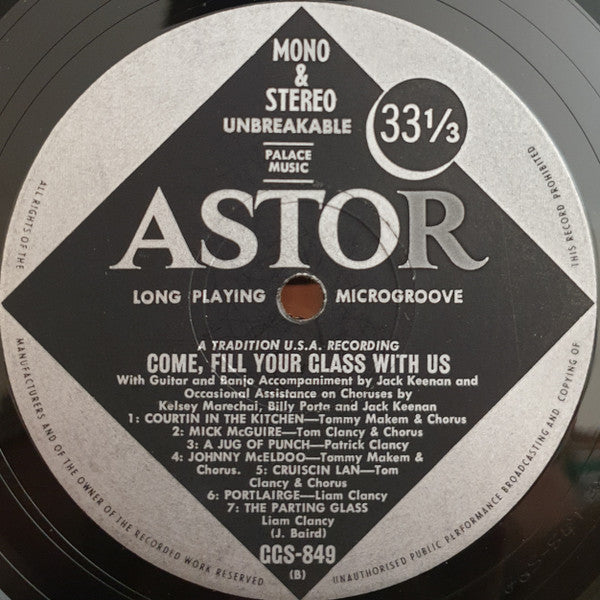 MONO
&
STEREO
UNBREAKABLE
33 1/3
PALACE
MUSIC
ASTOR
LONG PLAYING MICROGROOVE
A TRADITION U.S.A. RECORDING
COME, FILL YOUR GLASS WITH US
With Guitar and Banjo Accompaniment by Jack Keenan and
Occasional Assistance on Choruses by
Kelsey Marechai, Billy Porta and Jack Keenan
1: COURTIN IN THE KITCHEN—Tommy Makem & Chorus
2: MICK McGUIRE—Tom Clancy & Chorus
3: A JUG OF PUNCH—Patrick Clancy
4: JOHNNY McELDOO—Tommy Makem &
Chorus. 5: CRUISCIN LAN—Tom
Clancy & Chorus
6: PORTLAIRGE—Liam Clancy
7: THE PARTING GLASS
Liam Clancy
(J. Baird)
GGS-849
(B)
ALL RIGHTS OF THE MANUFACTURERS AND OF THE OWNER OF THE RECORDED WORK RESERVED. UNAUTHORISED PUBLIC PERFORMANCE BROADCASTING AND COPYING OF THIS RECORD PROHIBITED